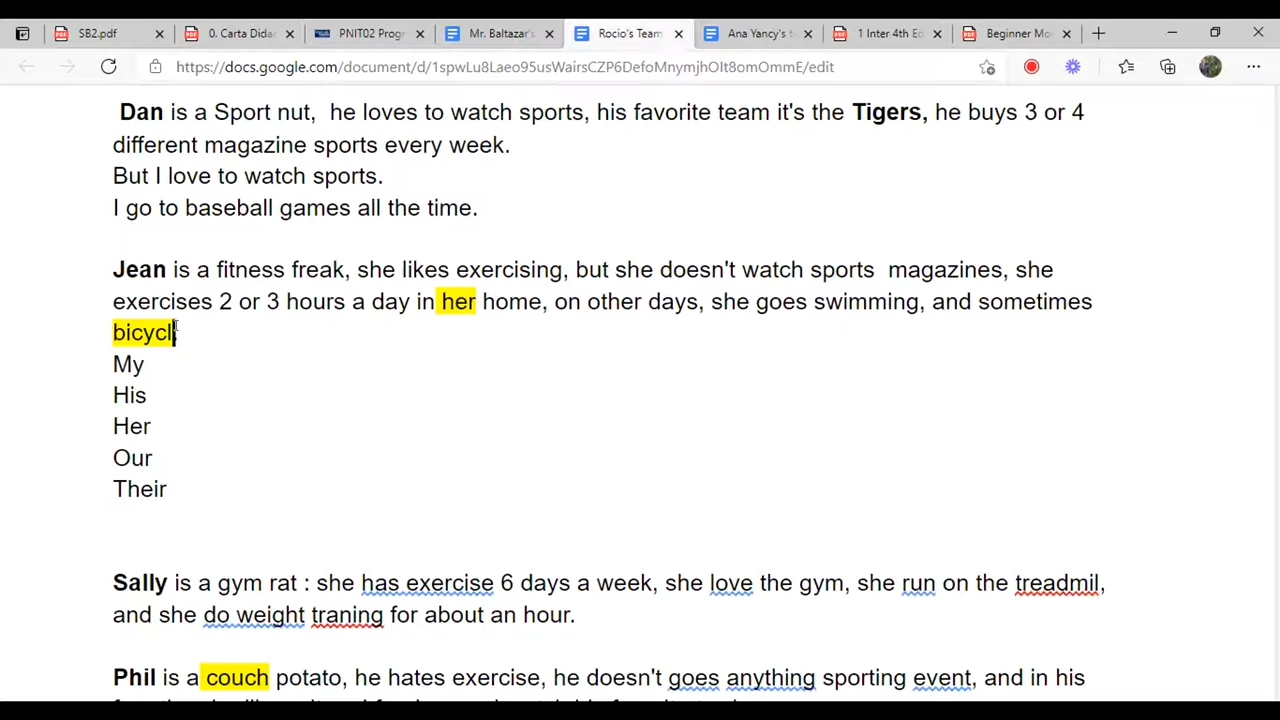 SB2.pdf
0. Carta Didac
PNIT02 Progr
Mr. Baltazar's
Rocio's Team
Ana Yancy's t
1 Inter 4th Ed
Beginner Mo
https://docs.google.com/document/d/1spwLu8Laeo95usWairsCZP6DefoMnymjhOIt8omOmmE/edit
Dan is a Sport nut, he loves to watch sports, his favorite team it's the Tigers, he buys 3 or 4
different magazine sports every week.
But I love to watch sports.
I go to baseball games all the time.
Jean is a fitness freak, she likes exercising, but she doesn't watch sports magazines, she
exercises 2 or 3 hours a day in her home, on other days, she goes swimming, and sometimes
bicycl.
My
His
Her
Our
Their
Sally is a gym rat : she has exercise 6 days a week, she love the gym, she run on the treadmil,
and she do weight traning for about an hour.
Phil is a couch potato, he hates exercise, he doesn't goes anything sporting event, and in his